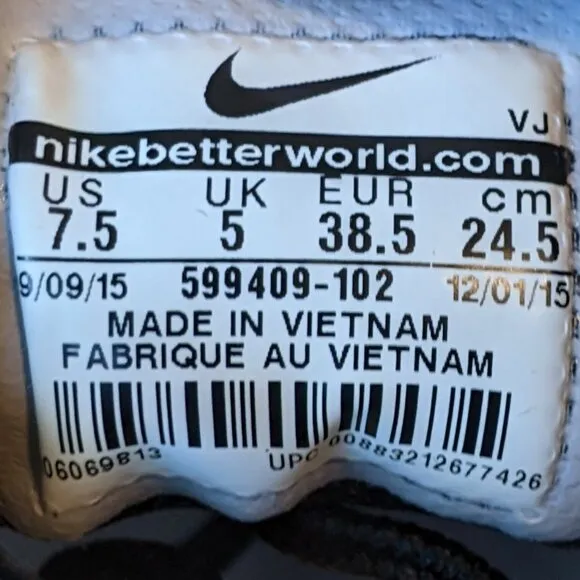 VJ
nikebetterworld.com
US UK EUR cm
7.5 5 38.5 24.5
9/09/15 599409-102 12/01/15
MADE IN VIETNAM
FABRIQUE AU VIETNAM
06069813 UPC 00883212677426